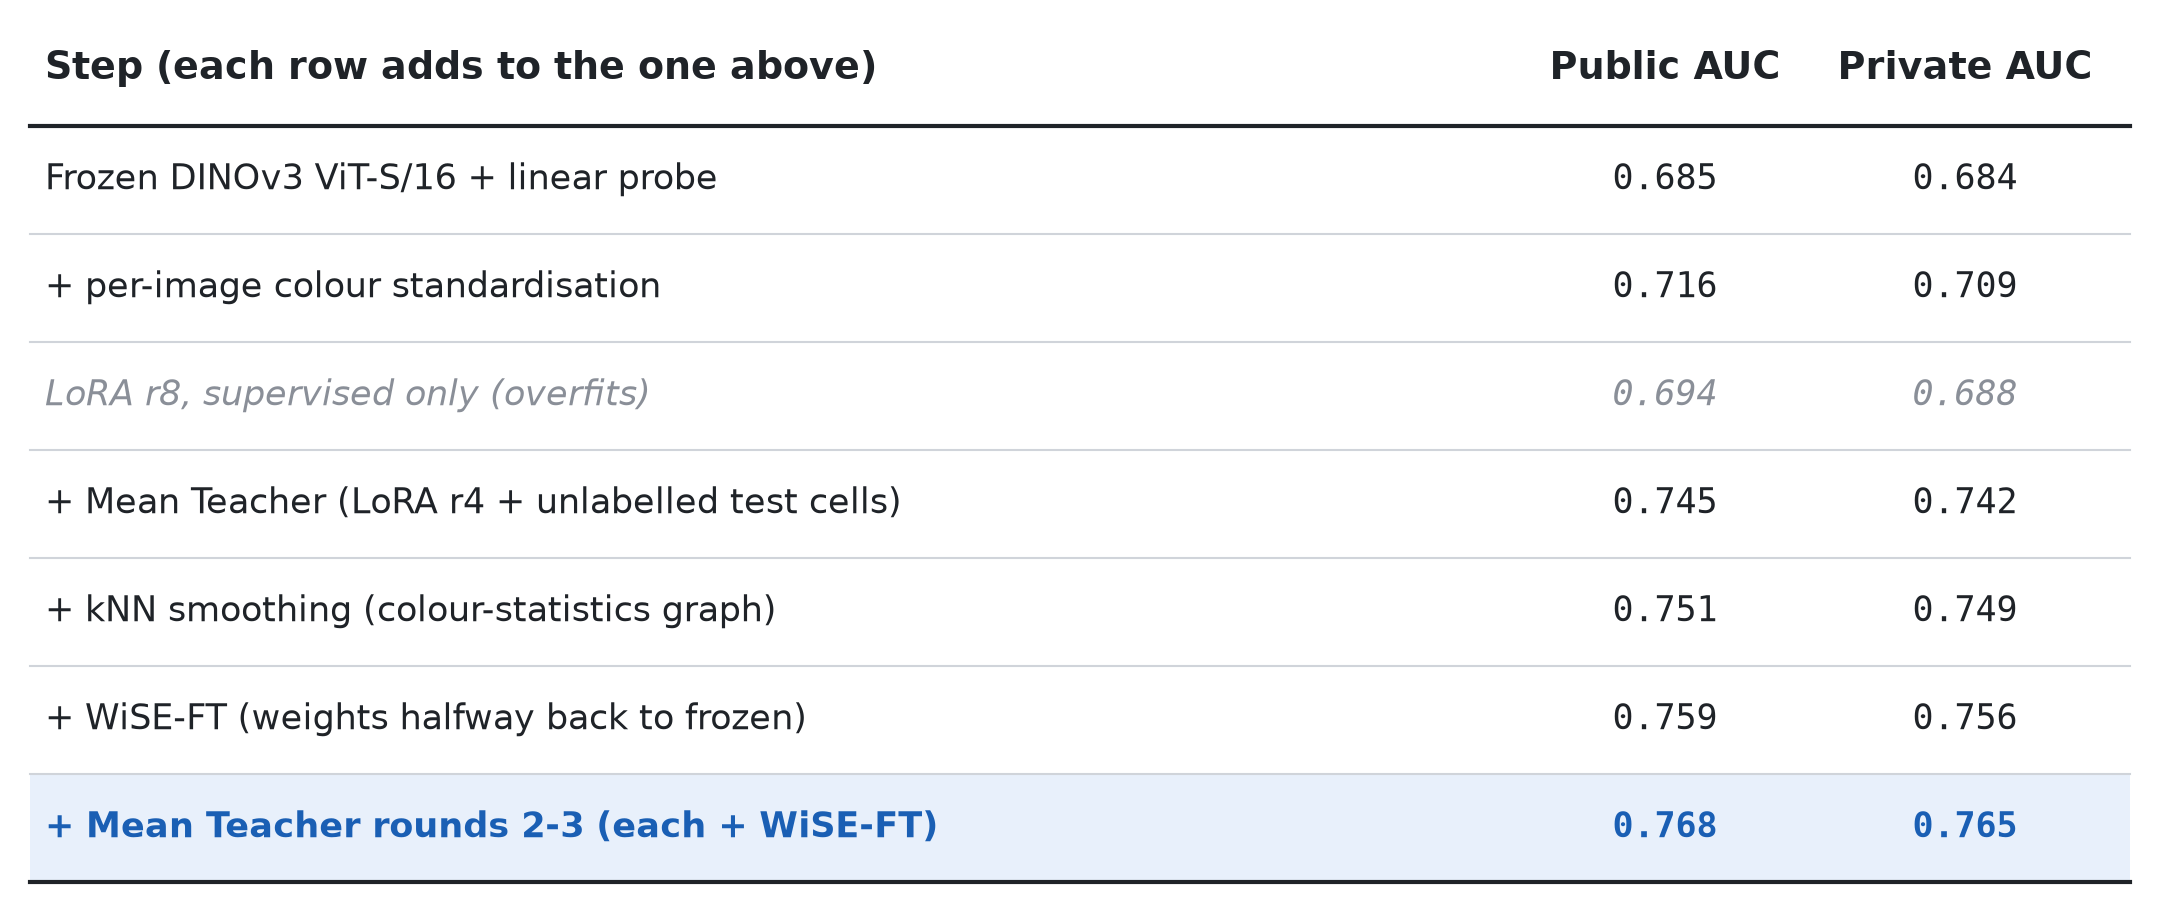 Step (each row adds to the one above) Public AUC Private AUC
Frozen DINOv3 ViT-S/16 + linear probe 0.685 0.684
+ per-image colour standardisation 0.716 0.709
LoRA r8, supervised only (overfits) 0.694 0.688
+ Mean Teacher (LoRA r4 + unlabelled test cells) 0.745 0.742
+ kNN smoothing (colour-statistics graph) 0.751 0.749
+ WiSE-FT (weights halfway back to frozen) 0.759 0.756
+ Mean Teacher rounds 2-3 (each + WiSE-FT) 0.768 0.765